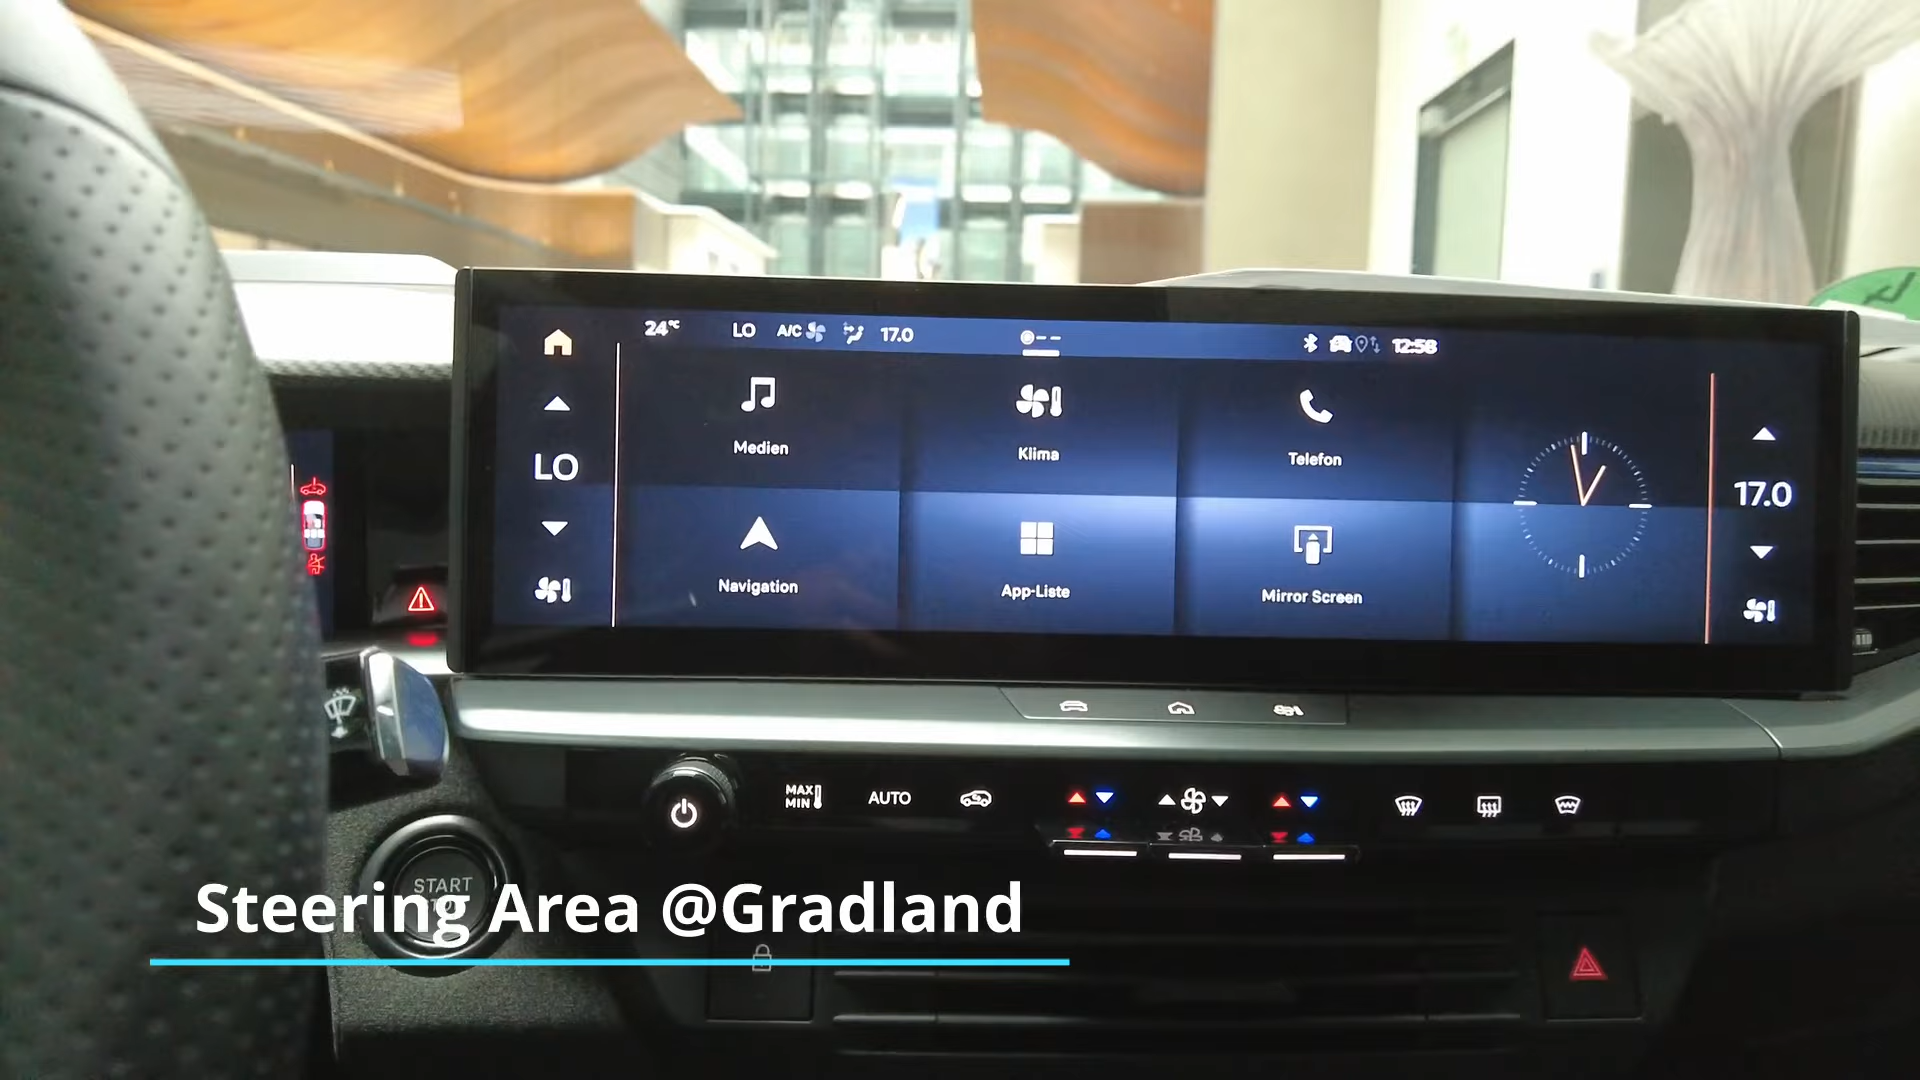 24°C LO A/C 17.0 12:58
Medien
Klima
Telefon
LO
17.0
Navigation
App-Liste
Mirror Screen
MAX
MIN
AUTO
START
Steering Area @Gradland